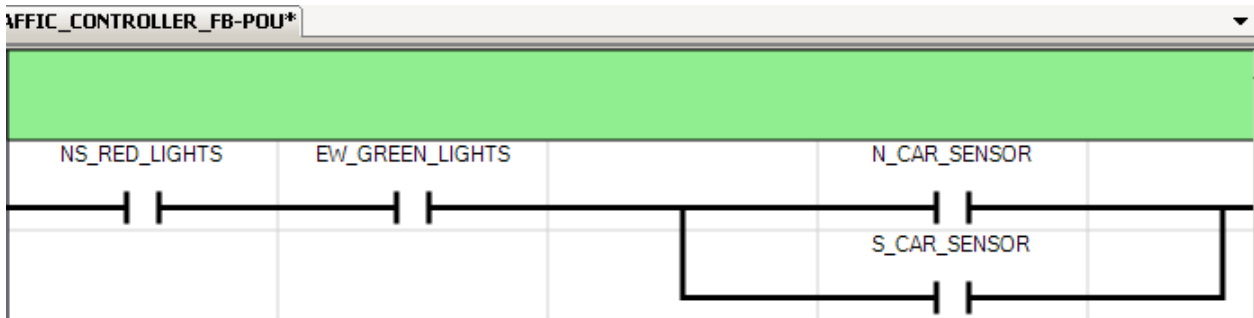 AFFIC_CONTROLLER_FB-POU*
NS_RED_LIGHTS EW_GREEN_LIGHTS N_CAR_SENSOR
S_CAR_SENSOR